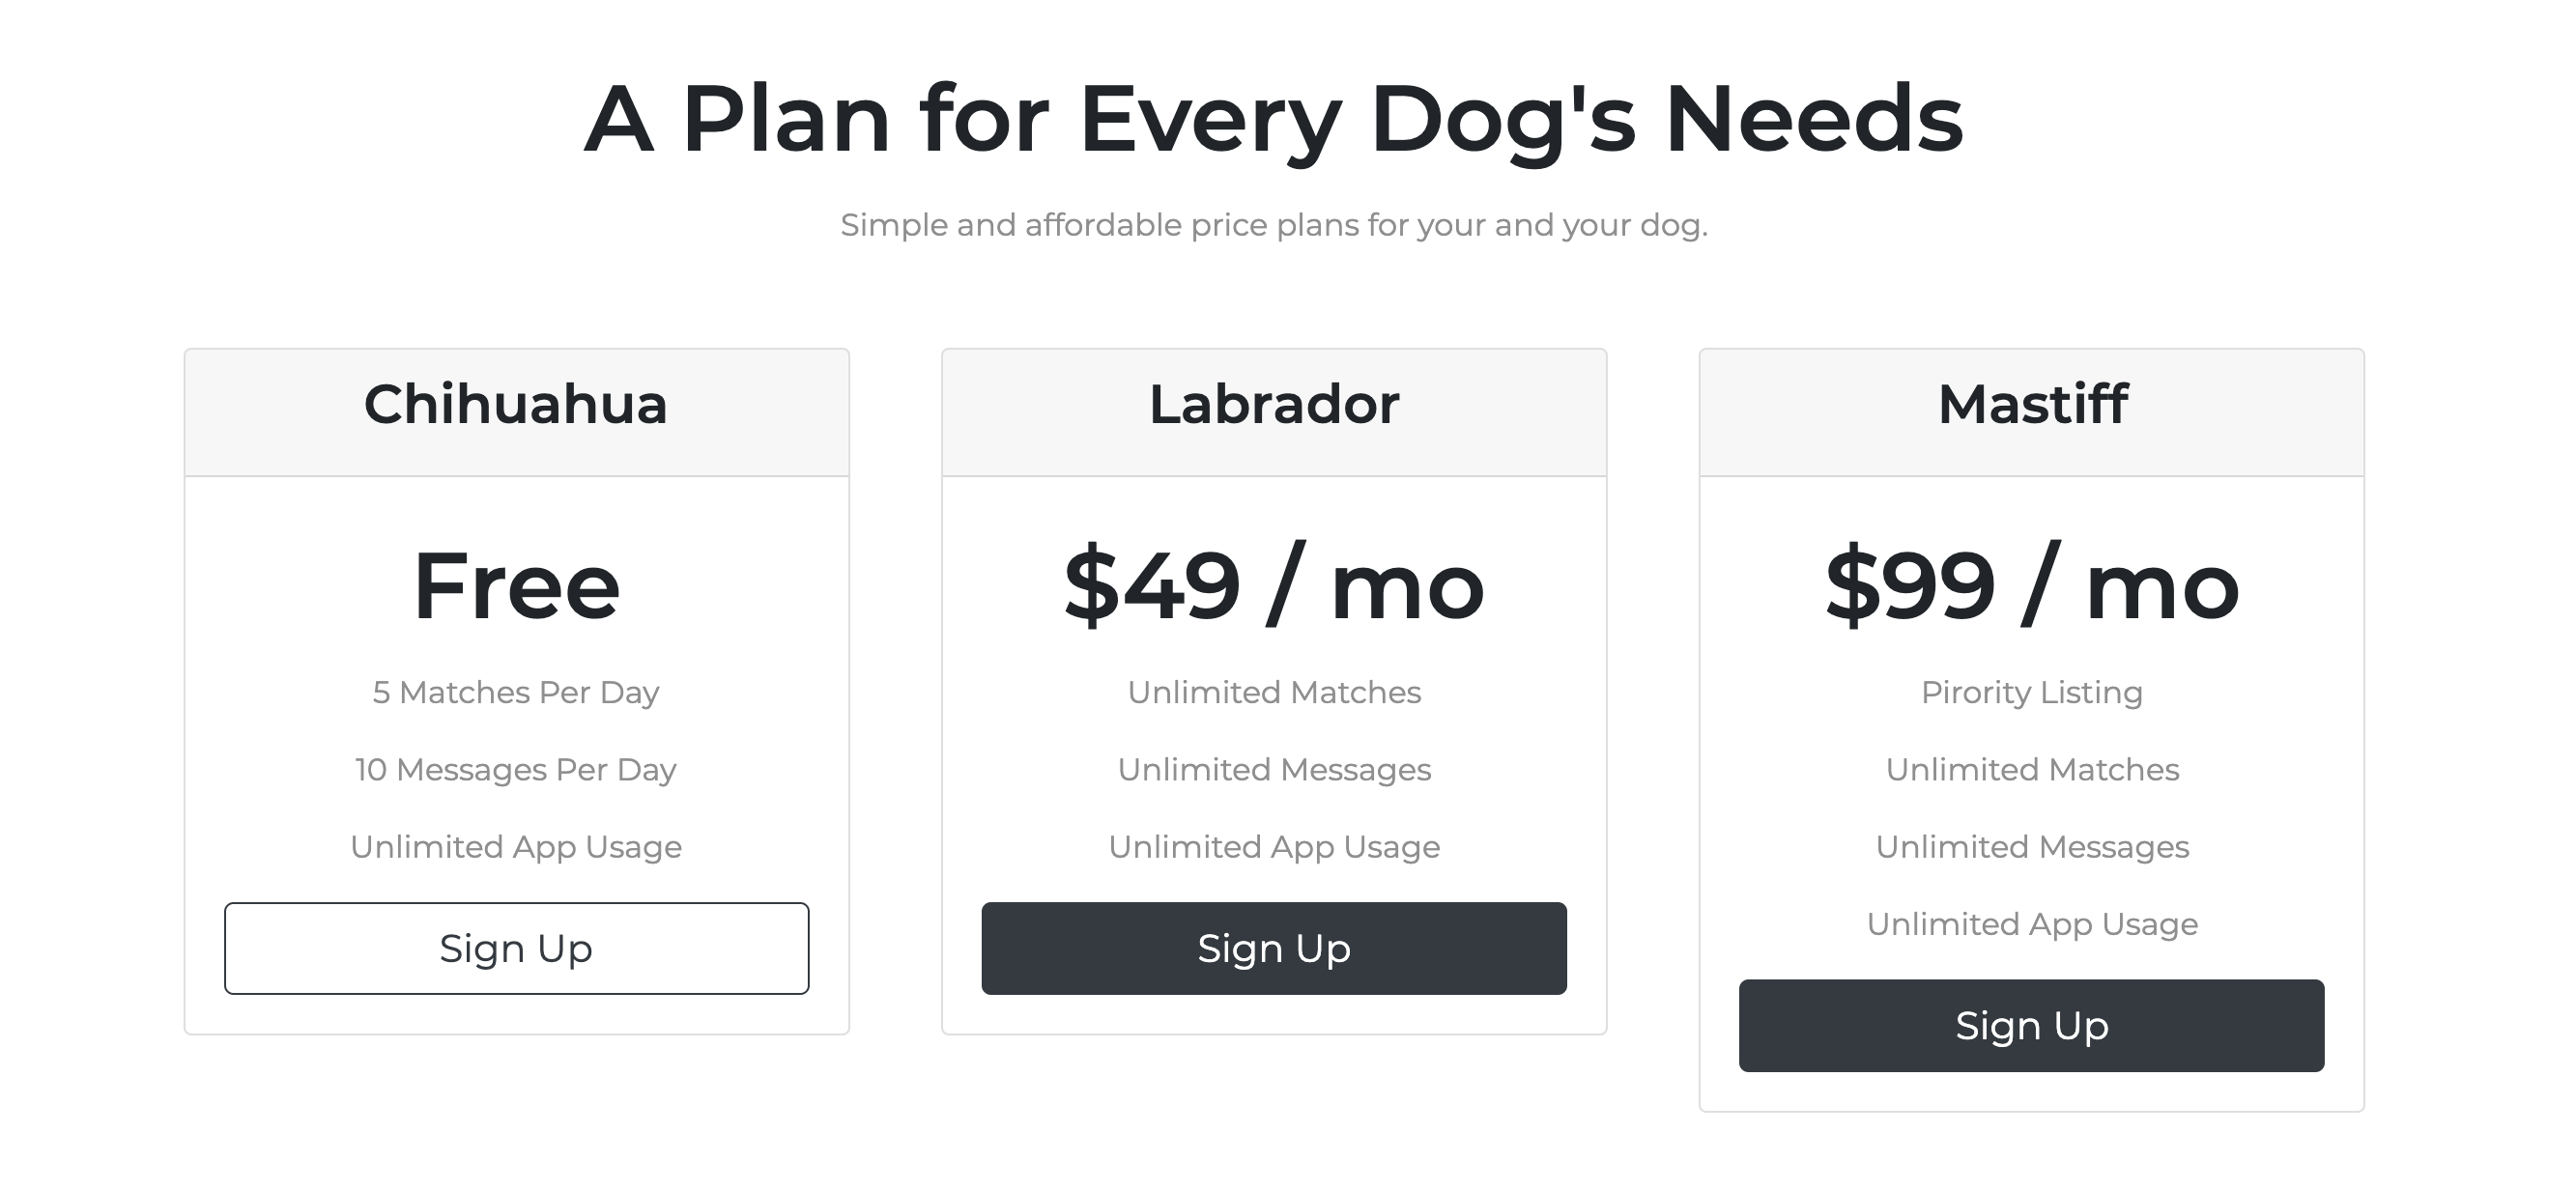 A Plan for Every Dog's Needs
Simple and affordable price plans for your and your dog.
Chihuahua
Free
5 Matches Per Day
10 Messages Per Day
Unlimited App Usage
Sign Up
Labrador
$49 / mo
Unlimited Matches
Unlimited Messages
Unlimited App Usage
Sign Up
Mastiff
$99 / mo
Pirority Listing
Unlimited Matches
Unlimited Messages
Unlimited App Usage
Sign Up